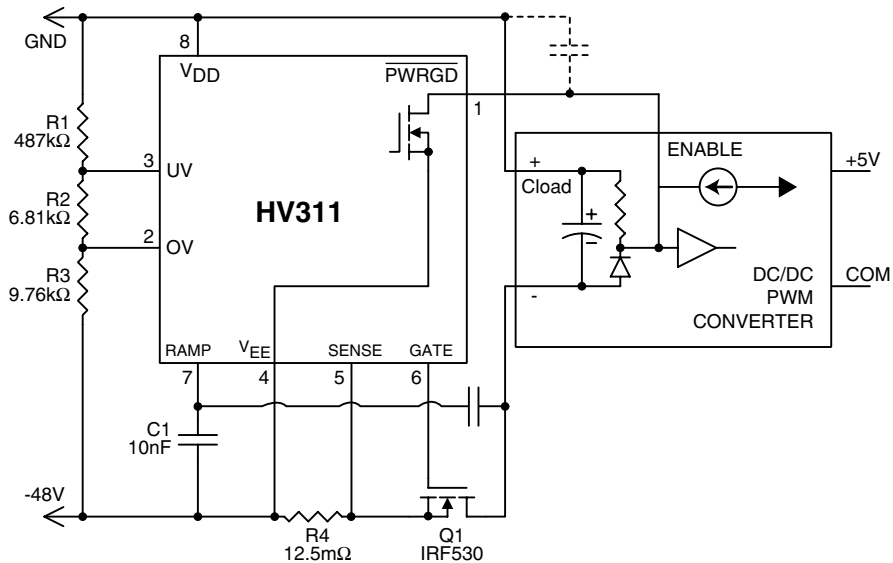 GND
8
VDD
PWRGD
1
R1
487kΩ
3
UV
+
ENABLE
+5V
Cload
R2
6.81kΩ
HV311
+
2
OV
-
R3
9.76kΩ
-
DC/DC
PWM
CONVERTER
COM
RAMP
VEE
SENSE
GATE
7
4
5
6
C1
10nF
-48V
R4
12.5mΩ
Q1
IRF530